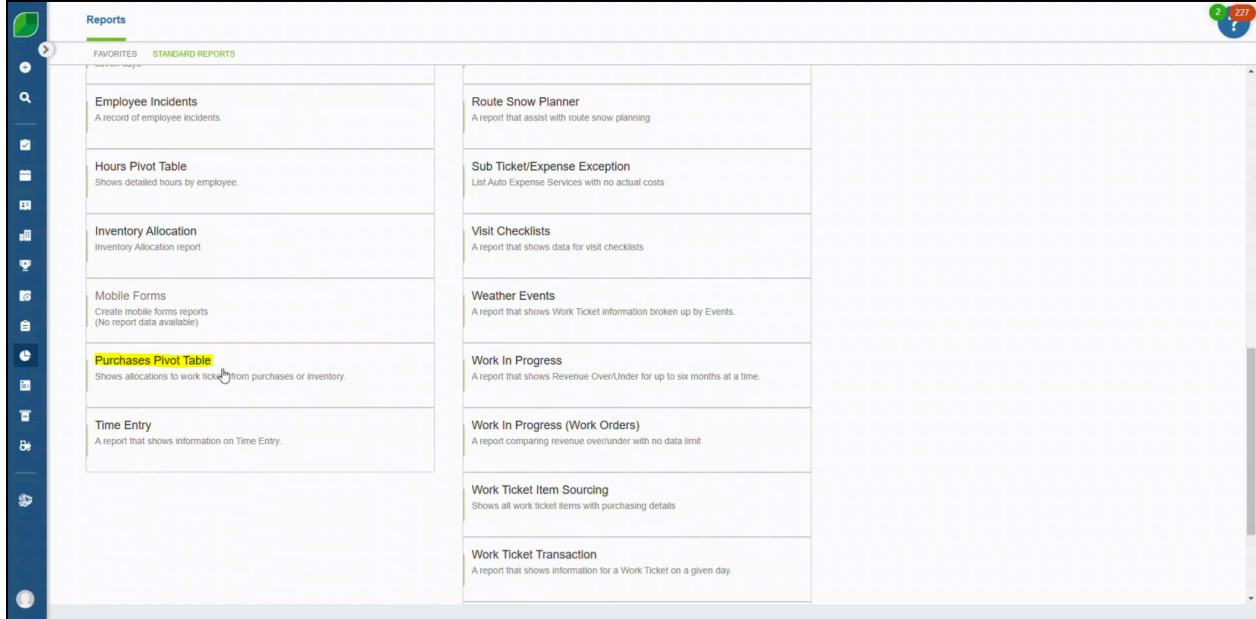 Reports
2
227
?
FAVORITES STANDARD REPORTS
Employee Incidents
A record of employee incidents.
Hours Pivot Table
Shows detailed hours by employee.
Inventory Allocation
Inventory Allocation report
Mobile Forms
Create mobile forms reports
(No report data available)
Purchases Pivot Table
Shows allocations to work from purchases or inventory.
Time Entry
A report that shows information on Time Entry.
Route Snow Planner
A report that assist with route snow planning
Sub Ticket/Expense Exception
List Auto Expense Services with no actual costs
Visit Checklists
A report that shows data for visit checklists
Weather Events
A report that shows Work Ticket information broken up by Events.
Work In Progress
A report that shows Revenue Over/Under for up to six months at a time.
Work In Progress (Work Orders)
A report comparing revenue over/under with no data limit
Work Ticket Item Sourcing
Shows all work ticket items with purchasing details
Work Ticket Transaction
A report that shows information for a Work Ticket on a given day.